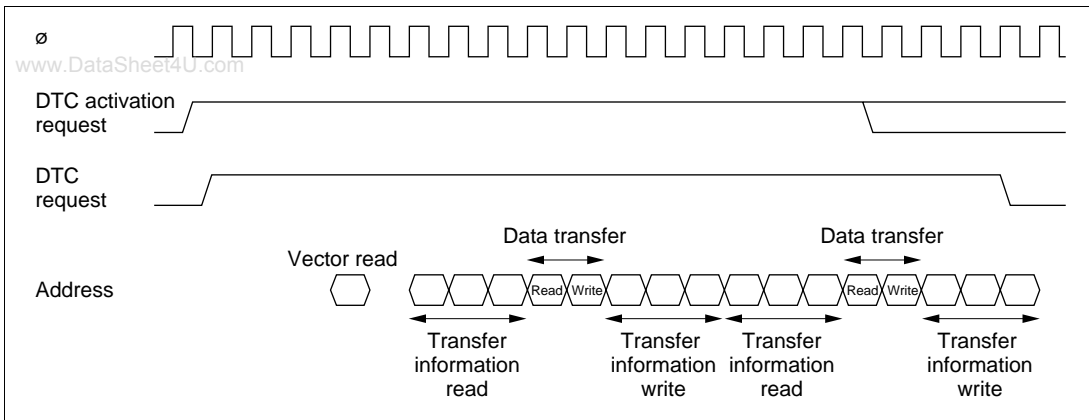 ø
www.DataSheet4U.com
DTC activation
request
DTC
request
Data transfer
Data transfer
Vector read
Address
Read
Write
Read
Write
Transfer
information
read
Transfer
information
write
Transfer
information
read
Transfer
information
write